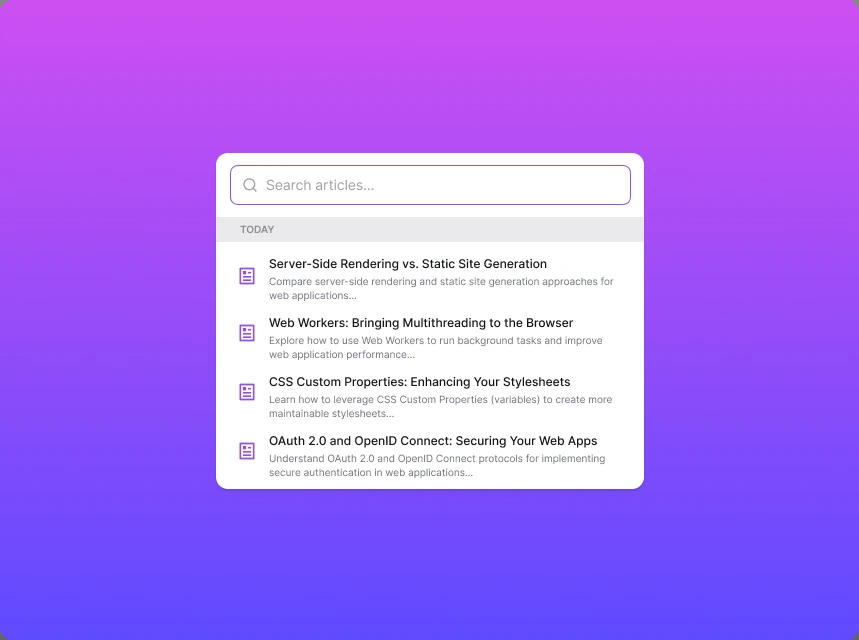 Search articles...
TODAY
Server-Side Rendering vs. Static Site Generation
Compare server-side rendering and static site generation approaches for
web applications...
Web Workers: Bringing Multithreading to the Browser
Explore how to use Web Workers to run background tasks and improve
web application performance...
CSS Custom Properties: Enhancing Your Stylesheets
Learn how to leverage CSS Custom Properties (variables) to create more
maintainable stylesheets...
OAuth 2.0 and OpenID Connect: Securing Your Web Apps
Understand OAuth 2.0 and OpenID Connect protocols for implementing
secure authentication in web applications...